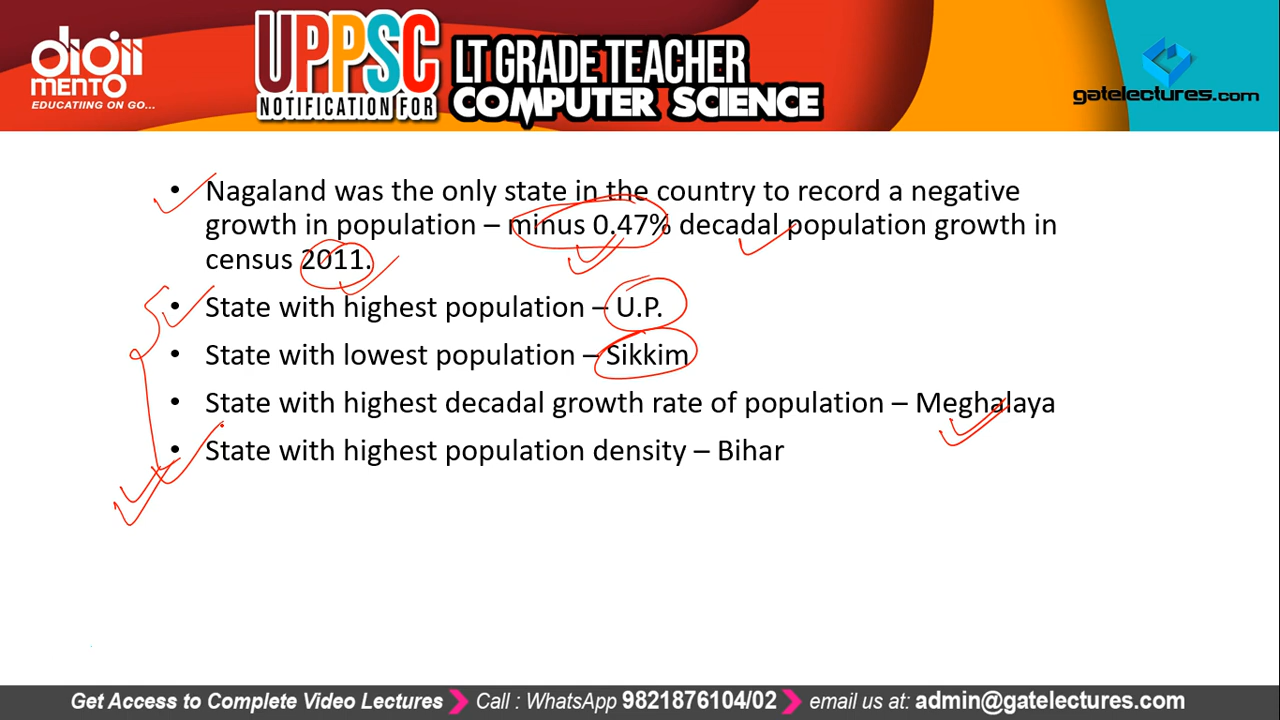 digii
MENTO
EDUCATIING ON GO...
UPPSC
NOTIFICATION FOR
LT GRADE TEACHER
COMPUTER SCIENCE
gatelectures.com
• Nagaland was the only state in the country to record a negative
growth in population – minus 0.47% decadal population growth in
census 2011.
• State with highest population – U.P.
• State with lowest population – Sikkim
• State with highest decadal growth rate of population – Meghalaya
• State with highest population density – Bihar
Get Access to Complete Video Lectures Call : WhatsApp 9821876104/02 email us at: admin@gatelectures.com